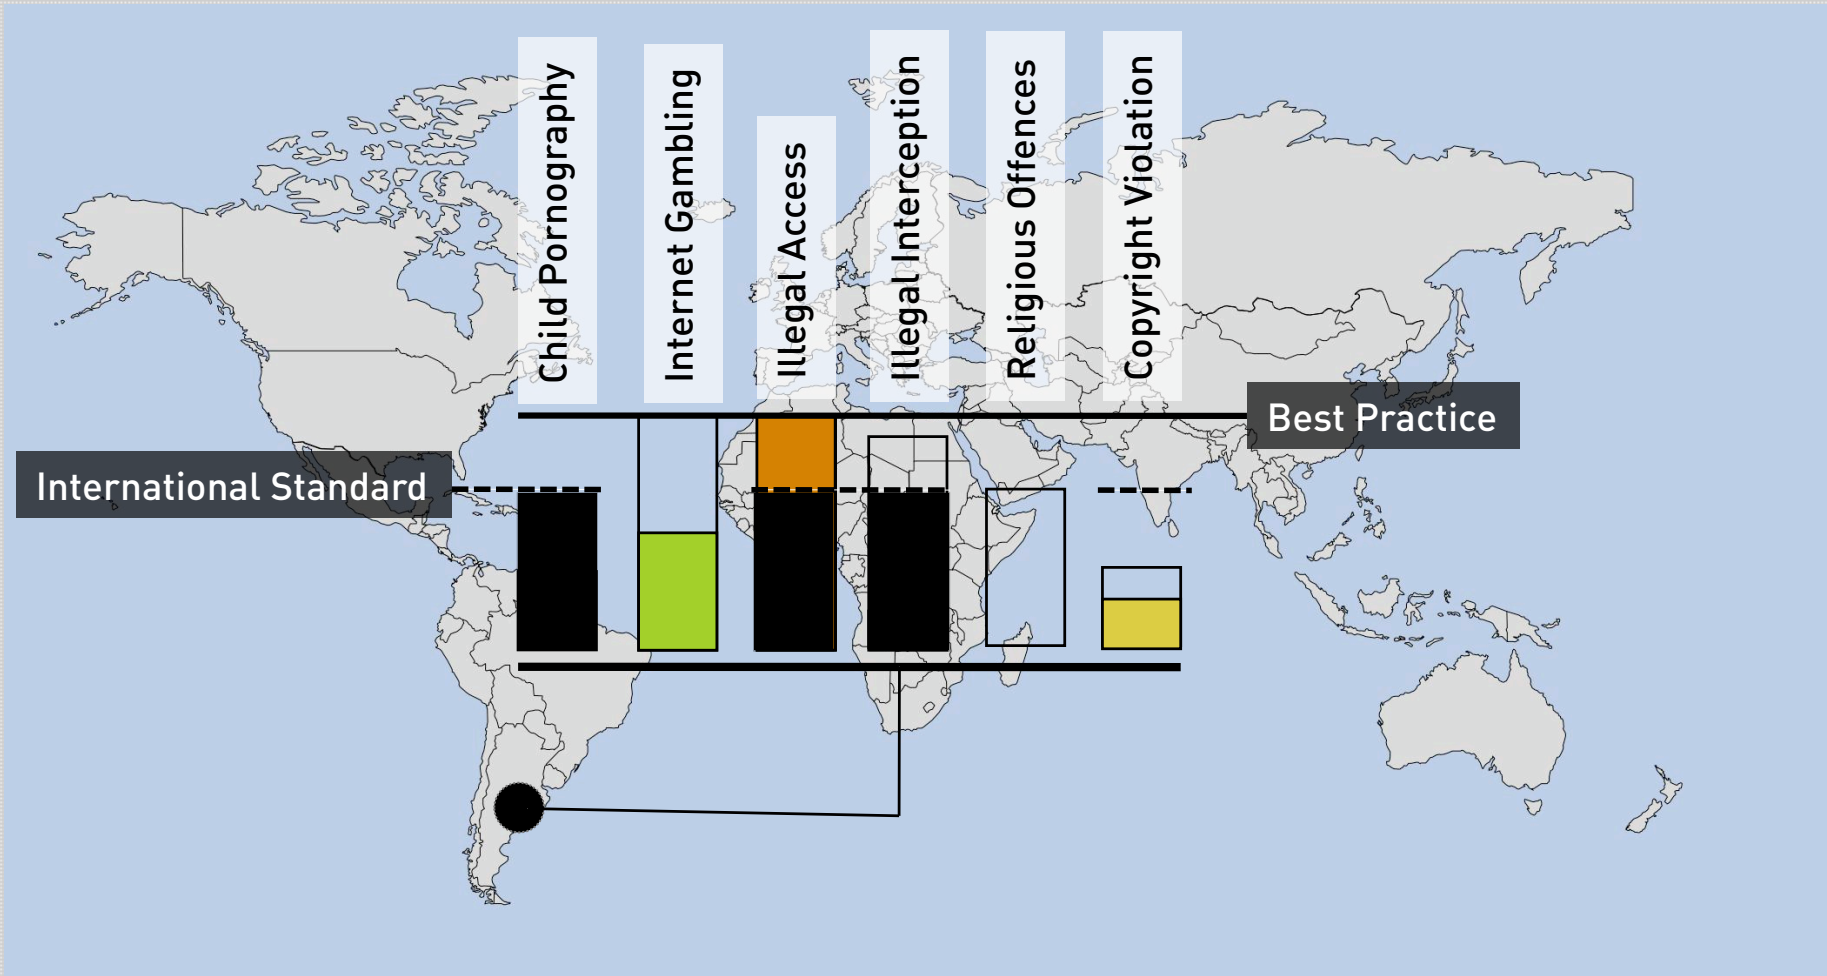 Child Pornography
Internet Gambling
Illegal Access
Illegal Interception
Religious Offences
Copyright Violation
Best Practice
International Standard